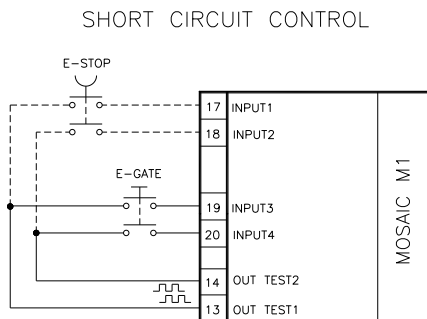 SHORT CIRCUIT CONTROL
E-STOP
17 INPUT1
18 INPUT2
E-GATE
19 INPUT3
20 INPUT4
14 OUT TEST2
13 OUT TEST1
MOSAIC M1